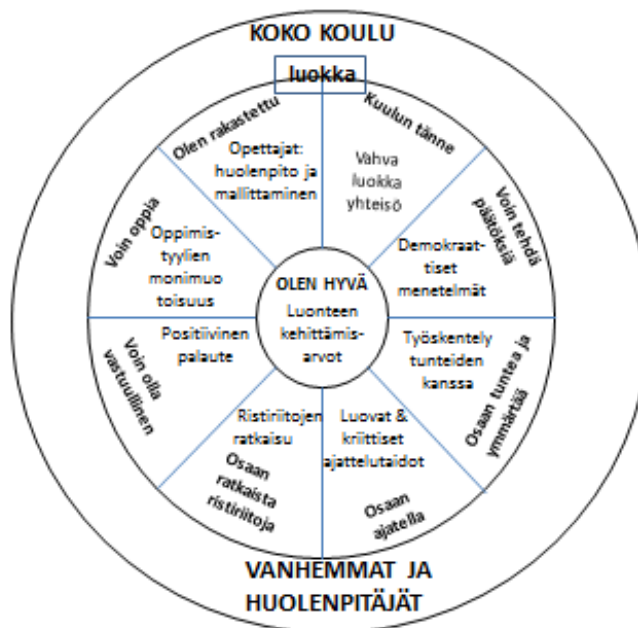 KOKO KOULU
luokka
Olen rakastettu
Opettajat:
huolenpito ja
mallittaminen
Kuulun tänne
Vahva
luokka
yhteisö
Voin tehdä
päätöksiä
Demokraat-
tiset
menetelmät
Osaan tuntea ja
ymmärtää
Työskentely
tunteiden
kanssa
Luovat &
kriittiset
ajattelutaidot
Osaan
ajatella
Ristiriitojen
ratkaisu
Osaan
ratkaista
ristiriitoja
Positiivinen
palaute
Voin olla
vastuullinen
Voin oppia
Oppimis-
tyylien
monimuo
toisuus
OLEN HYVÄ
Luonteen
kehittämis-
arvot
VANHEMMAT JA
HUOLENPITÄJÄT